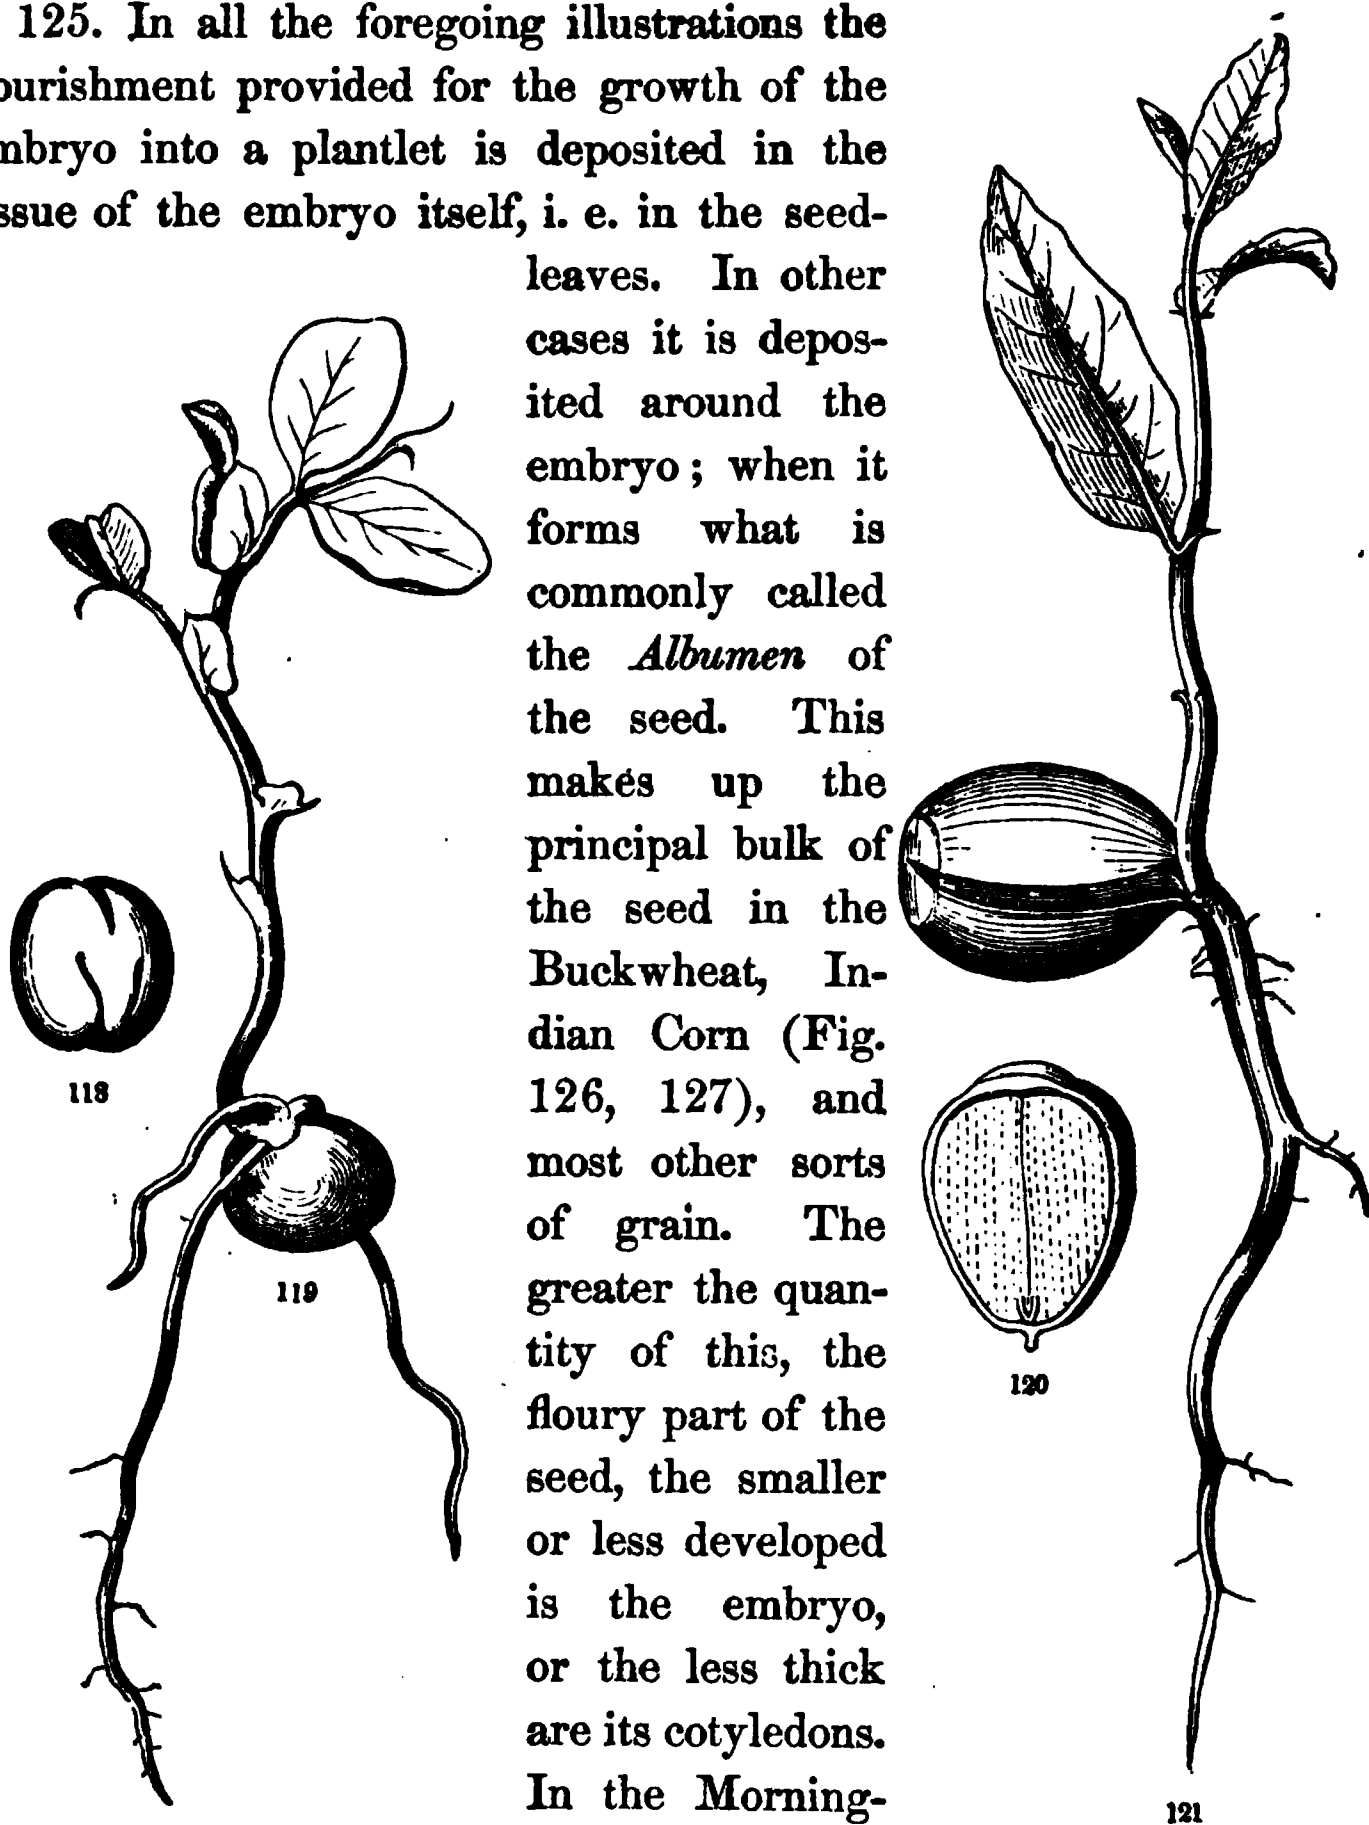 125. In all the foregoing illustrations the
ourishment provided for the growth of the
mbryo into a plantlet is deposited in the
ssue of the embryo itself, i. e. in the seed-
leaves. In other
cases it is depos-
ited around the
embryo; when it
forms what is
commonly called
the Albumen of
the seed. This
makes up the
principal bulk of
the seed in the
Buckwheat, In-
dian Corn (Fig.
126, 127), and
most other sorts
of grain. The
greater the quan-
tity of this, the
floury part of the
seed, the smaller
or less developed
is the embryo,
or the less thick
are its cotyledons.
In the Morning-
118
119
120
121